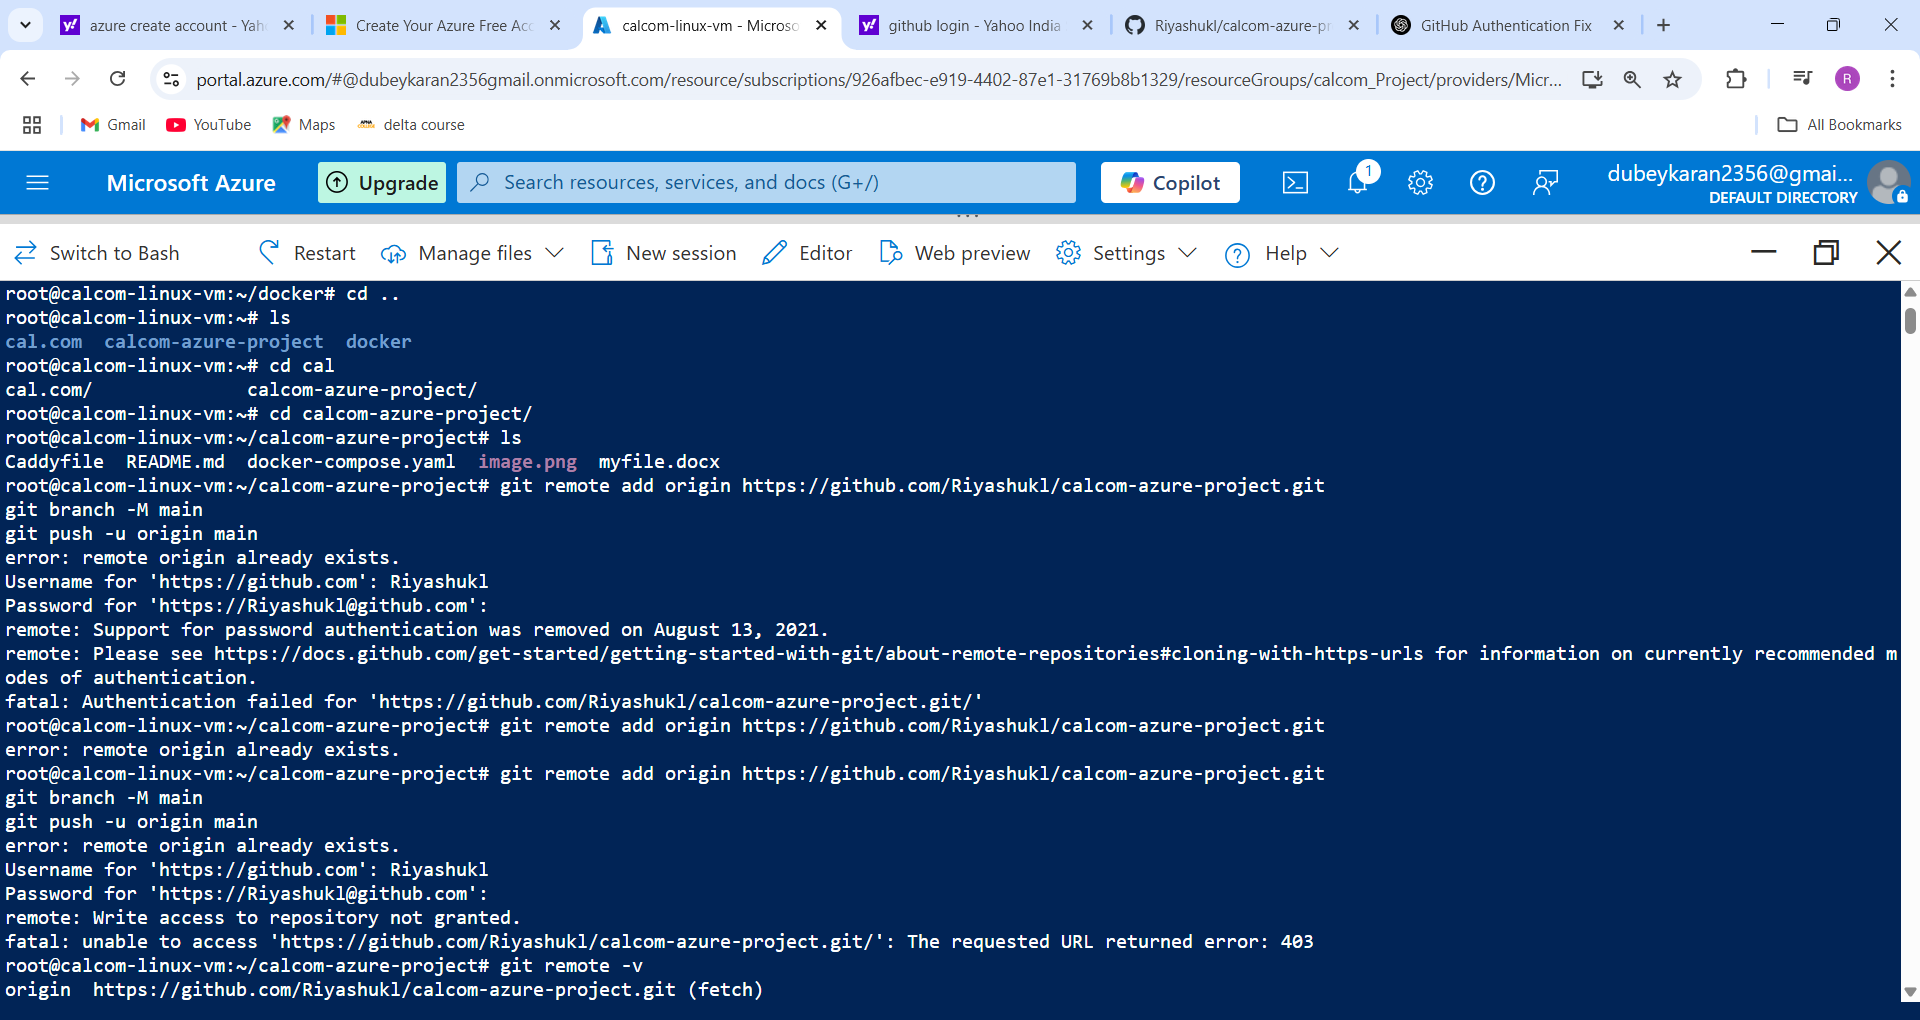 azure create account - Yah
Create Your Azure Free Acc
calcom-linux-vm - Microso
github login - Yahoo India
Riyashukl/calcom-azure-pr
GitHub Authentication Fix
portal.azure.com/#@dubeykaran2356gmail.onmicrosoft.com/resource/subscriptions/926afbec-e919-4402-87e1-31769b8b1329/resourceGroups/calcom_Project/providers/Micr...
R
Gmail
YouTube
Maps
delta course
All Bookmarks
Microsoft Azure
Upgrade
Search resources, services, and docs (G+/)
Copilot
1
dubeykaran2356@gmai...
DEFAULT DIRECTORY
Switch to Bash
Restart
Manage files
New session
Editor
Web preview
Settings
Help
root@calcom-linux-vm:~/docker# cd ..
root@calcom-linux-vm:~# ls
cal.com  calcom-azure-project  docker
root@calcom-linux-vm:~# cd cal
cal.com/              calcom-azure-project/
root@calcom-linux-vm:~# cd calcom-azure-project/
root@calcom-linux-vm:~/calcom-azure-project# ls
Caddyfile  README.md  docker-compose.yaml  image.png  myfile.docx
root@calcom-linux-vm:~/calcom-azure-project# git remote add origin https://github.com/Riyashukl/calcom-azure-project.git
git branch -M main
git push -u origin main
error: remote origin already exists.
Username for 'https://github.com': Riyashukl
Password for 'https://Riyashukl@github.com':
remote: Support for password authentication was removed on August 13, 2021.
remote: Please see https://docs.github.com/get-started/getting-started-with-git/about-remote-repositories#cloning-with-https-urls for information on currently recommended m
odes of authentication.
fatal: Authentication failed for 'https://github.com/Riyashukl/calcom-azure-project.git/'
root@calcom-linux-vm:~/calcom-azure-project# git remote add origin https://github.com/Riyashukl/calcom-azure-project.git
error: remote origin already exists.
root@calcom-linux-vm:~/calcom-azure-project# git remote add origin https://github.com/Riyashukl/calcom-azure-project.git
git branch -M main
git push -u origin main
error: remote origin already exists.
Username for 'https://github.com': Riyashukl
Password for 'https://Riyashukl@github.com':
remote: Write access to repository not granted.
fatal: unable to access 'https://github.com/Riyashukl/calcom-azure-project.git/': The requested URL returned error: 403
root@calcom-linux-vm:~/calcom-azure-project# git remote -v
origin  https://github.com/Riyashukl/calcom-azure-project.git (fetch)